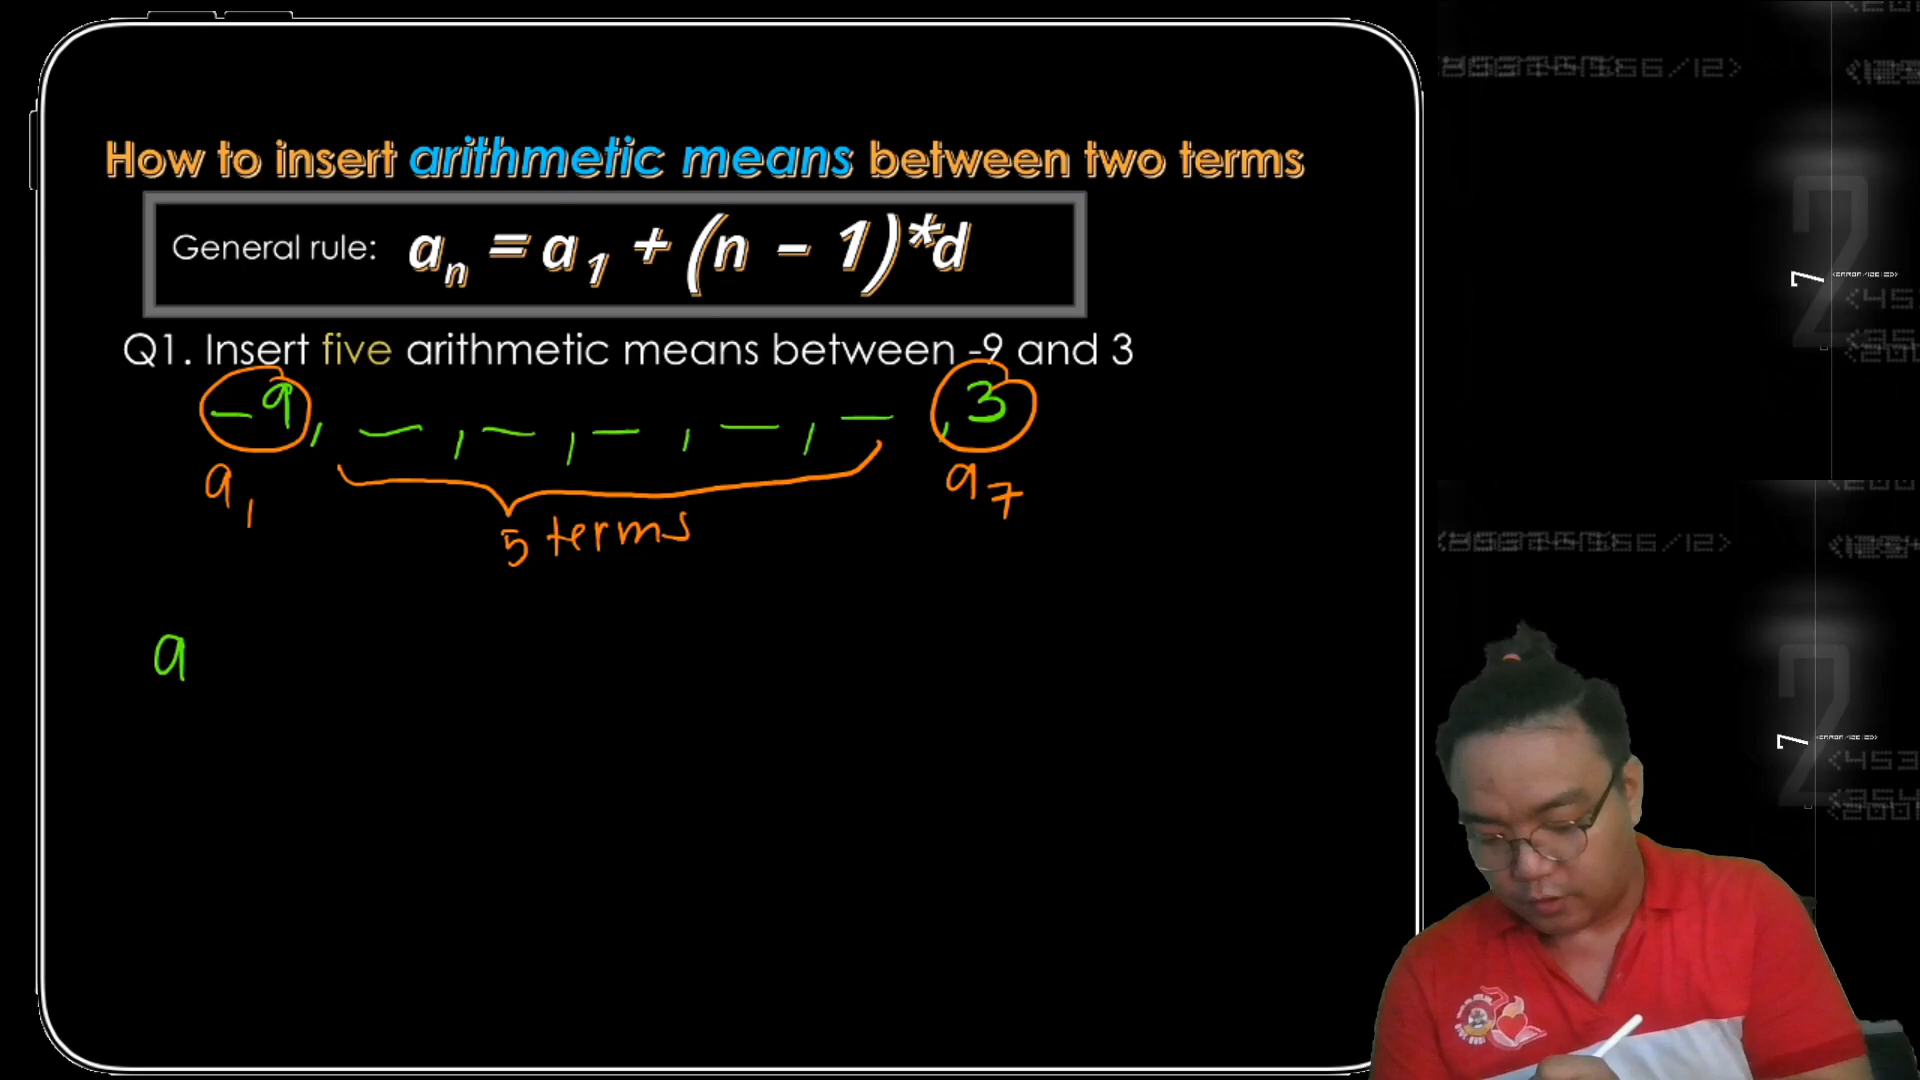 How to insert arithmetic means between two terms
General rule: aₙ = a₁ + (n - 1)*d
Q1. Insert five arithmetic means between -9 and 3
-9, _, _, _, _, _, 3
a₁ a₇
5 terms
a